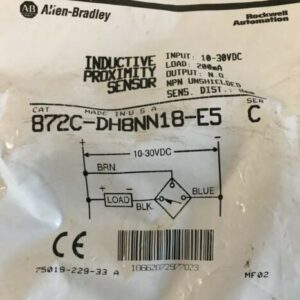 AB Allen-Bradley
Rockwell
Automation
INDUCTIVE
PROXIMITY
SENSOR
INPUT: 10-30VDC
LOAD: 200mA
OUTPUT: N.O
NPN UNSHIELDED
SENS. DIST.:
CAT MADE IN U.S.A SER
872C-DH8NN18-E5 C
+ -
10-30VDC
BRN
+ LOAD - BLK BLUE
CE
75019-229-33 A
MF02